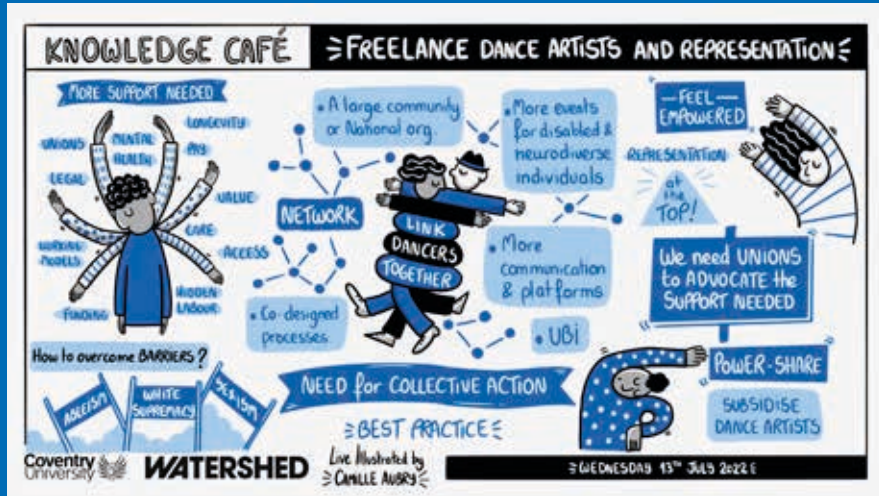 KNOWLEDGE CAFÉ
FREELANCE DANCE ARTISTS AND REPRESENTATION
MORE SUPPORT NEEDED
UNIONS
MENTAL
HEALTH
LONGEVITY
PAY
LEGAL
VALUE
WORKING
MODELS
CARE
ACCESS
FUNDING
HIDDEN
LABOUR
How to overcome BARRIERS?
ABLEISM
WHITE
SUPREMACY
SEXISM
• A large community
or National org.
NETWORK
• Co-designed
processes
LINK
DANCERS
TOGETHER
• More events
for disabled &
neurodiverse
individuals
• More
communication
& platforms
• UBi
NEED for COLLECTIVE ACTION
BEST PRACTICE
— FEEL —
EMPOWERED
REPRESENTATION
at
the
TOP!
We need UNIONS
to ADVOCATE the
SUPPORT NEEDED
POWER-SHARE
SUBSIDISE
DANCE ARTISTS
Coventry
University
WATERSHED
Live Illustrated by
CAMILLE AUBRY
WEDNESDAY 13TH JULY 2022